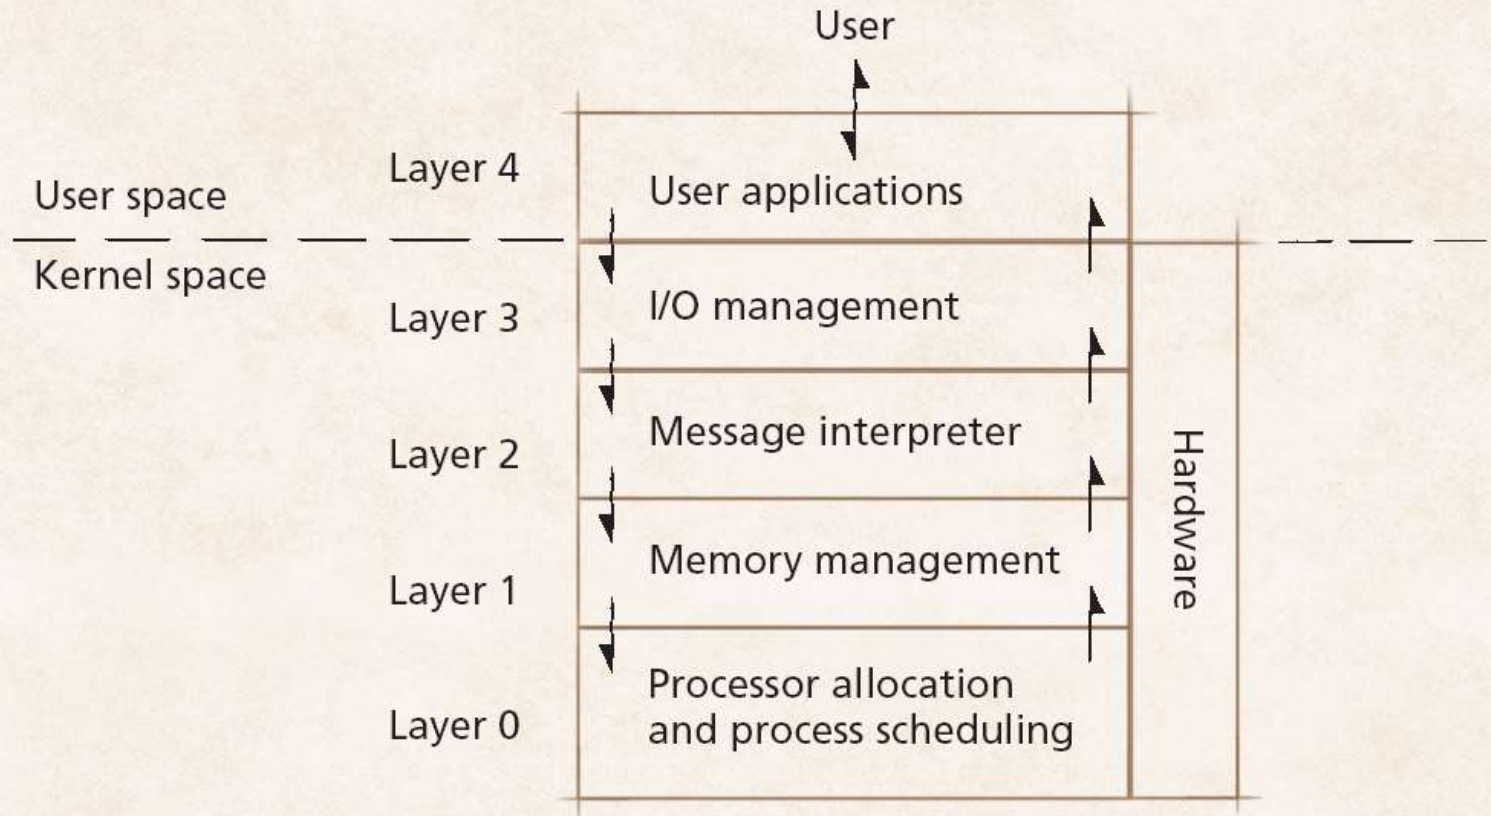 User
Layer 4
User space
User applications
Kernel space
Layer 3
I/O management
Layer 2
Message interpreter
Hardware
Layer 1
Memory management
Layer 0
Processor allocation
and process scheduling